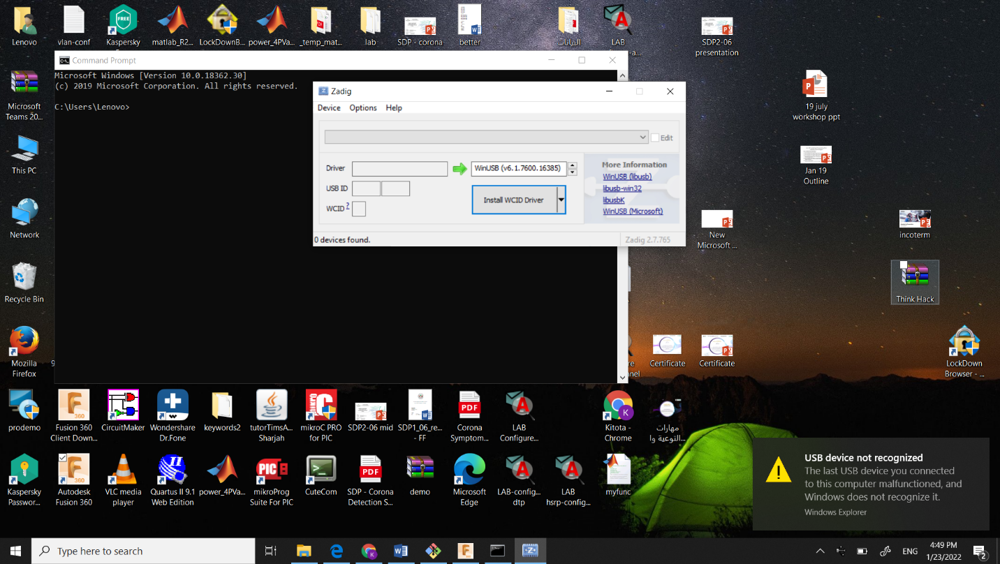 Lenovo
vlan-conf
Kaspersky
matlab_R2...
LockDownB...
power_4PVa...
_temp_mat...
lab
SDP - corona
better
البيانات
LAB
SDP2-06
presentation
Command Prompt
Microsoft Windows [Version 10.0.18362.30]
(c) 2019 Microsoft Corporation. All rights reserved.
C:\Users\Lenovo>
Zadig
Device Options Help
Edit
Driver
WinUSB (v6.1.7600.16385)
USB ID
WCID ?
Install WCID Driver
More Information
WinUSB (libusb)
libusb-win32
libusbK
WinUSB (Microsoft)
0 devices found.
Zadig 2.7.765
Microsoft
Teams 20...
This PC
Network
Recycle Bin
Mozilla
Firefox
19 july
workshop ppt
Jan 19
Outline
New
Microsoft ...
incoterm
Think Hack
Certificate
Certificate
LockDown
Browser - ...
prodemo
Fusion 360
Client Down...
CircuitMaker
Wondershare
Dr.Fone
keywords2
tutorTimsA...
Sharjah
mikroC PRO
for PIC
SDP2-06 mid
SDP1_06_re...
- FF
Corona
Symptom...
LAB
Configure...
Kitota -
Chrome
مهارات
النوعية وا...
Kaspersky
Passwor...
Autodesk
Fusion 360
VLC media
player
Quartus II 9.1
Web Edition
power_4PVa...
mikroProg
Suite For PIC
CuteCom
SDP - Corona
Detection S...
demo
Microsoft
Edge
LAB-config...
dtp
LAB
hsrp-config...
myfunc
USB device not recognized
The last USB device you connected
to this computer malfunctioned, and
Windows does not recognize it.
Windows Explorer
Type here to search
ENG
4:49 PM
1/23/2022
2